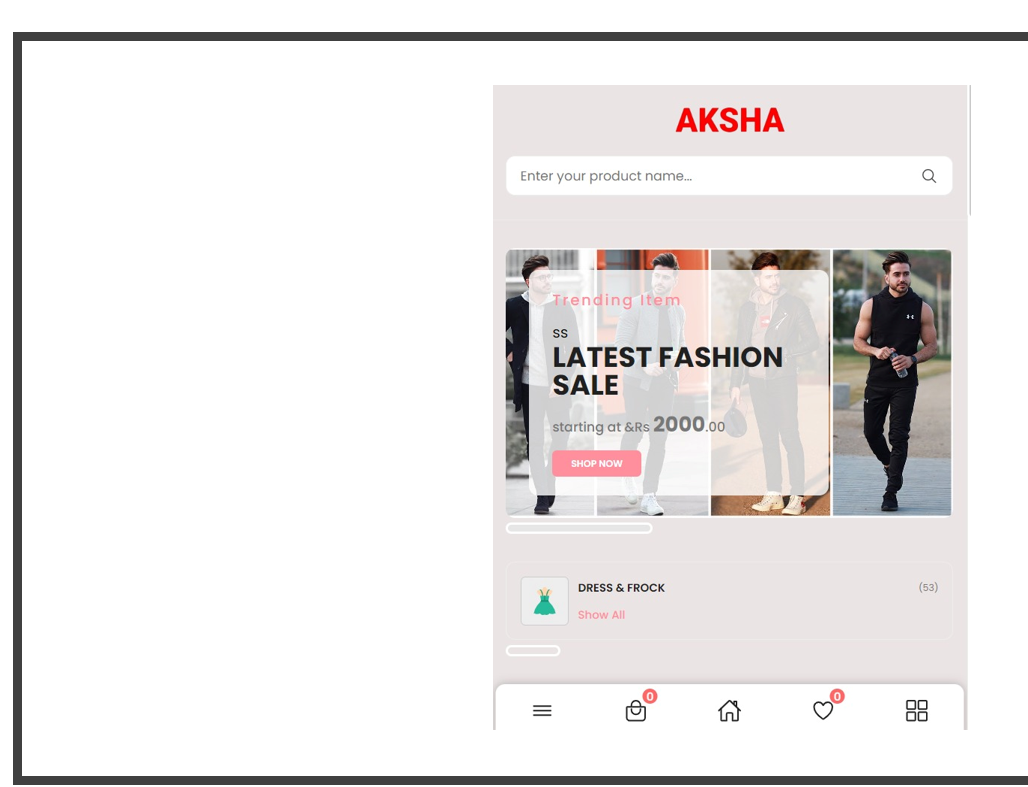 AKSHA
Enter your product name...
Trending Item
SS
LATEST FASHION
SALE
starting at &Rs 2000.00
SHOP NOW
DRESS & FROCK
(53)
Show All
0
0